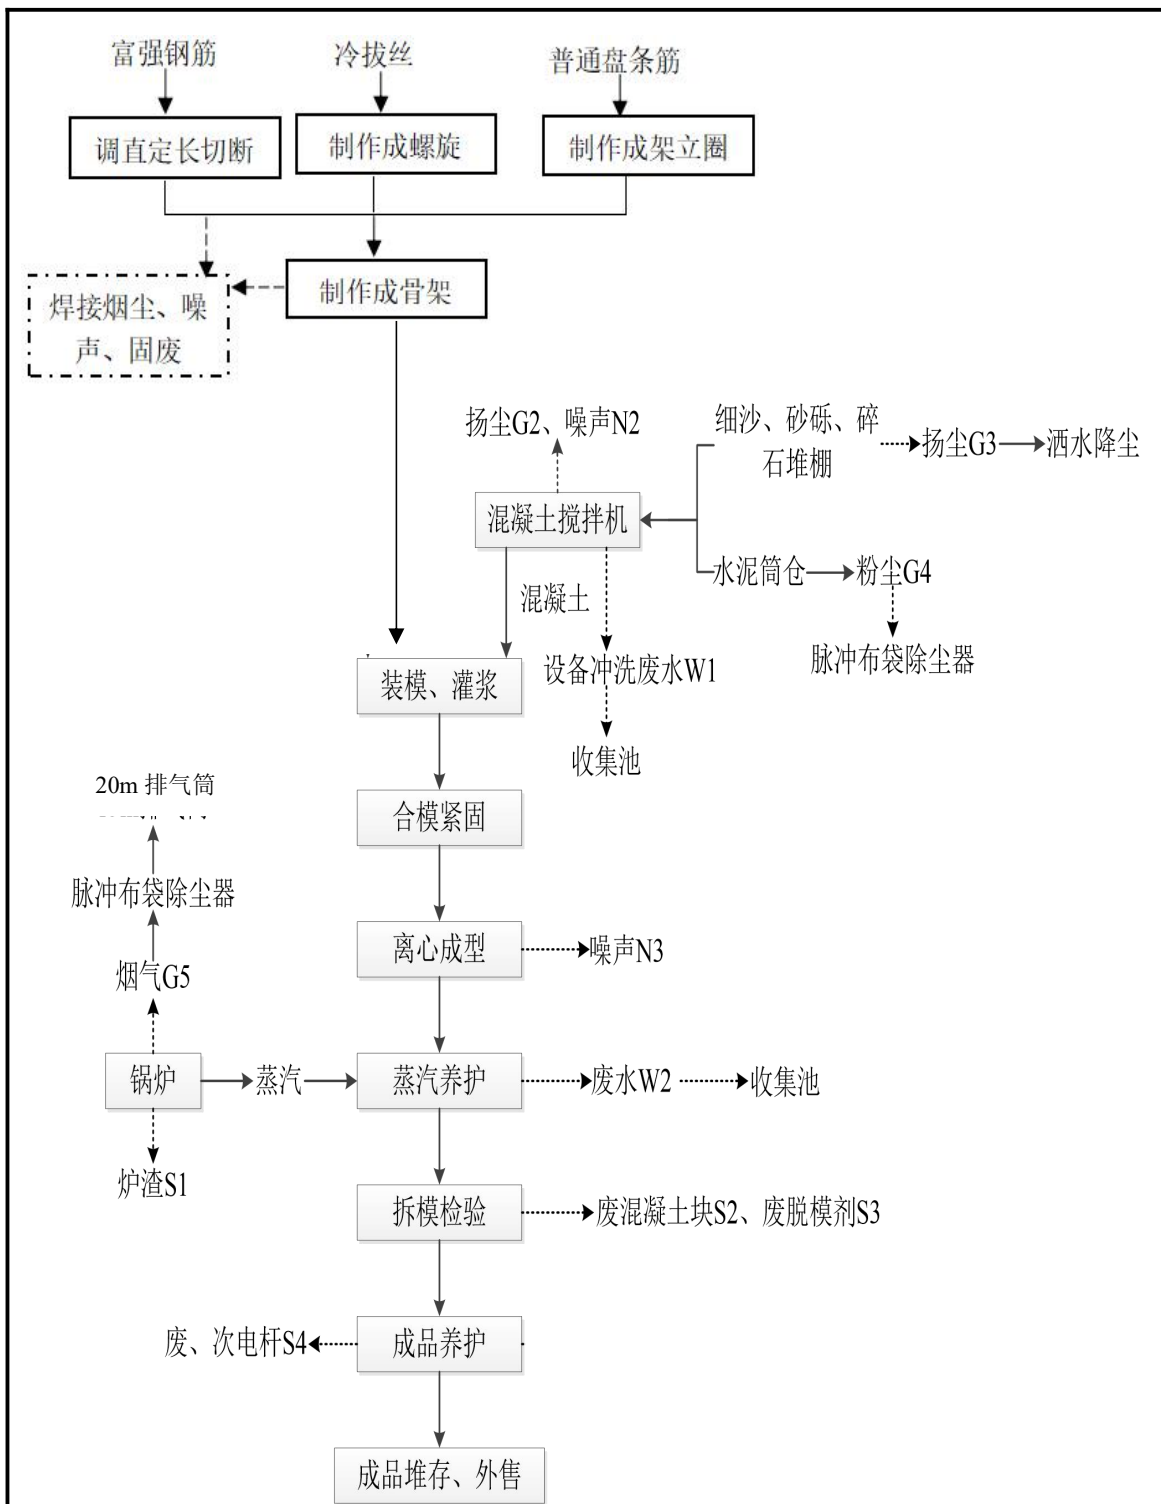 富强钢筋
冷拔丝
普通盘条筋
调直定长切断
制作成螺旋
制作成架立圈
制作成骨架
焊接烟尘、噪
声、固废
扬尘G2、噪声N2
细沙、砂砾、碎
石堆棚
扬尘G3
洒水降尘
混凝土搅拌机
水泥筒仓
粉尘G4
混凝土
脉冲布袋除尘器
设备冲洗废水W1
装模、灌浆
收集池
20m 排气筒
合模紧固
脉冲布袋除尘器
离心成型
噪声N3
烟气G5
锅炉
蒸汽
蒸汽养护
废水W2
收集池
炉渣S1
拆模检验
废混凝土块S2、废脱模剂S3
废、次电杆S4
成品养护
成品堆存、外售